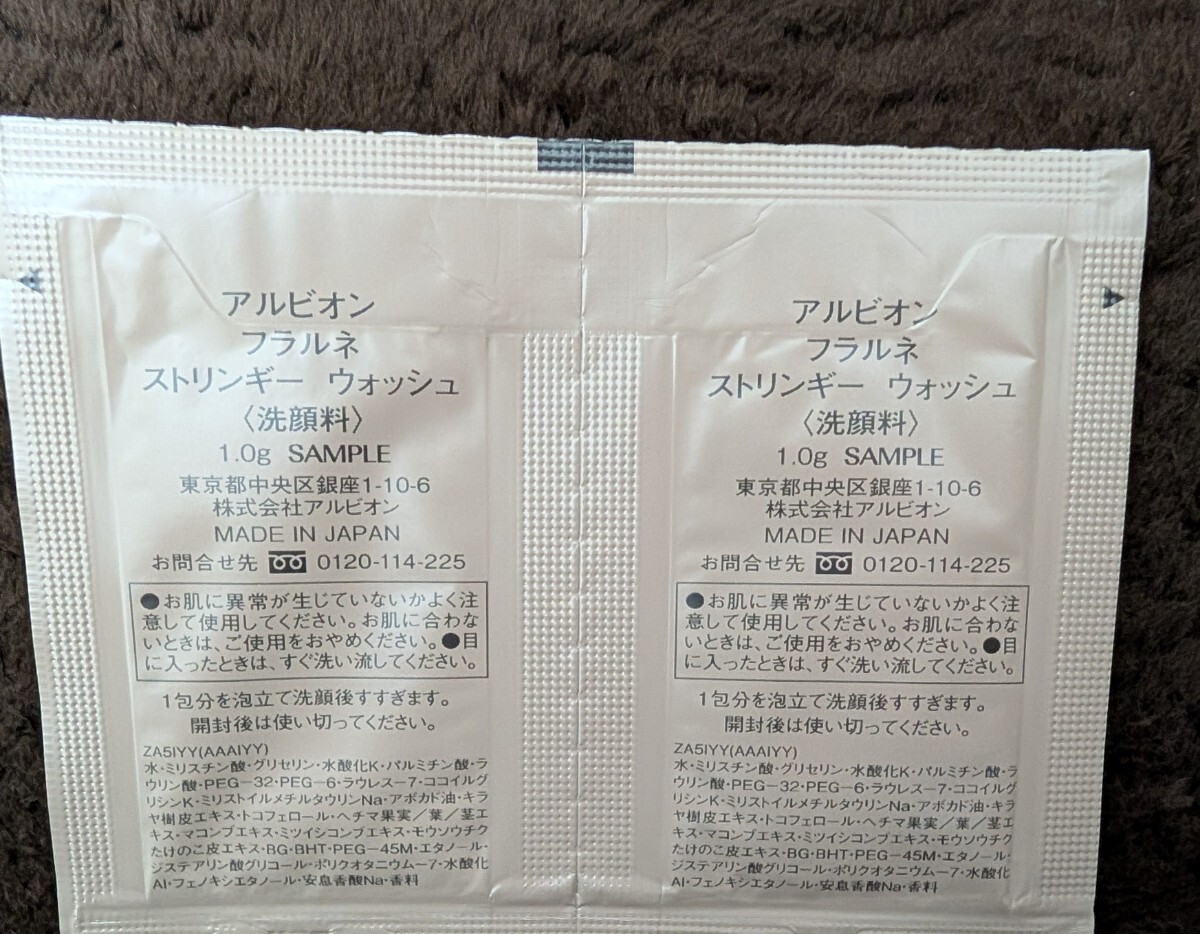 アルビオン
フラルネ
ストリンギー ウォッシュ
〈洗顔料〉
1.0g SAMPLE
東京都中央区銀座1-10-6
株式会社アルビオン
MADE IN JAPAN
お問合せ先 0120-114-225
●お肌に異常が生じていないかよく注
意して使用してください。お肌に合わな
いときは、ご使用をおやめください。●目
に入ったときは、すぐ洗い流してください。
1包分を泡立て洗顔後すすぎます。
開封後は使い切ってください。
ZA5IYY(AAAIYY)
水・ミリスチン酸・グリセリン・水酸化K・パルミチン酸・ラ
ウリン酸・PEG－32・PEG－6・ラウレス－7・ココイルグ
リシンK・ミリストイルメチルタウリンNa・アボカド油・キラ
ヤ樹皮エキス・トコフェロール・ヘチマ果実／葉／茎エ
キス・マコンブエキス・ミツイシコンブエキス・モウソウチク
たけのこ皮エキス・BG・BHT・PEG－45M・エタノール・
ジステアリン酸グリコール・ポリクオタニウム－7・水酸化
Al・フェノキシエタノール・安息香酸Na・香料
アルビオン
フラルネ
ストリンギー ウォッシュ
〈洗顔料〉
1.0g SAMPLE
東京都中央区銀座1-10-6
株式会社アルビオン
MADE IN JAPAN
お問合せ先 0120-114-225
●お肌に異常が生じていないかよく注
意して使用してください。お肌に合わな
いときは、ご使用をおやめください。●目
に入ったときは、すぐ洗い流してください。
1包分を泡立て洗顔後すすぎます。
開封後は使い切ってください。
ZA5IYY(AAAIYY)
水・ミリスチン酸・グリセリン・水酸化K・パルミチン酸・ラ
ウリン酸・PEG－32・PEG－6・ラウレス－7・ココイルグ
リシンK・ミリストイルメチルタウリンNa・アボカド油・キラ
ヤ樹皮エキス・トコフェロール・ヘチマ果実／葉／茎エ
キス・マコンブエキス・ミツイシコンブエキス・モウソウチク
たけのこ皮エキス・BG・BHT・PEG－45M・エタノール・
ジステアリン酸グリコール・ポリクオタニウム－7・水酸化
Al・フェノキシエタノール・安息香酸Na・香料